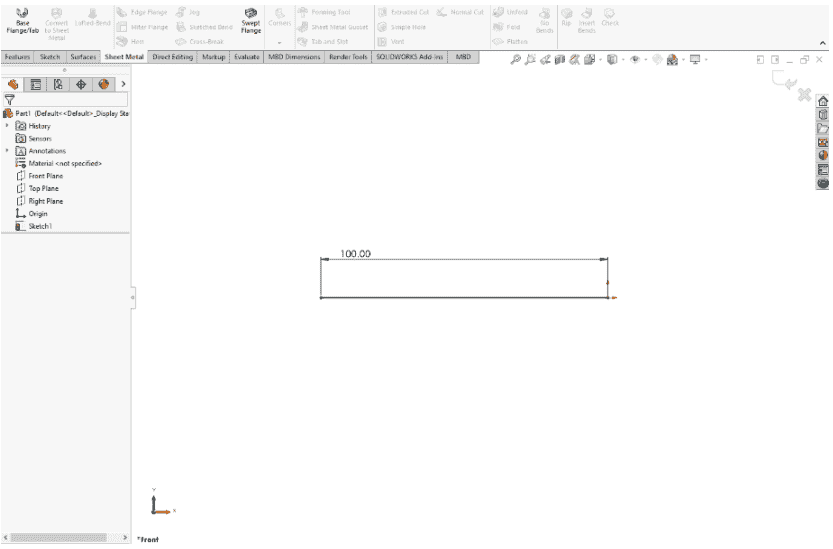 Base Flange/Tab
Convert to Sheet Metal
Lofted-Bend
Edge Flange
Miter Flange
Hem
Jog
Sketched Bend
Cross-Break
Swept Flange
Corners
Forming Tool
Sheet Metal Gusset
Tab and Slot
Extruded Cut
Simple Hole
Vent
Normal Cut
Unfold
Fold
Flatten
No Bends
Rip
Insert Bends
Check
Features Sketch Surfaces Sheet Metal Direct Editing Markup Evaluate MBD Dimensions Render Tools SOLIDWORKS Add-Ins MBD
Part1 (Default<<Default>_Display Sta
History
Sensors
Annotations
Material <not specified>
Front Plane
Top Plane
Right Plane
Origin
Sketch1
100.00
Y
X
*Front